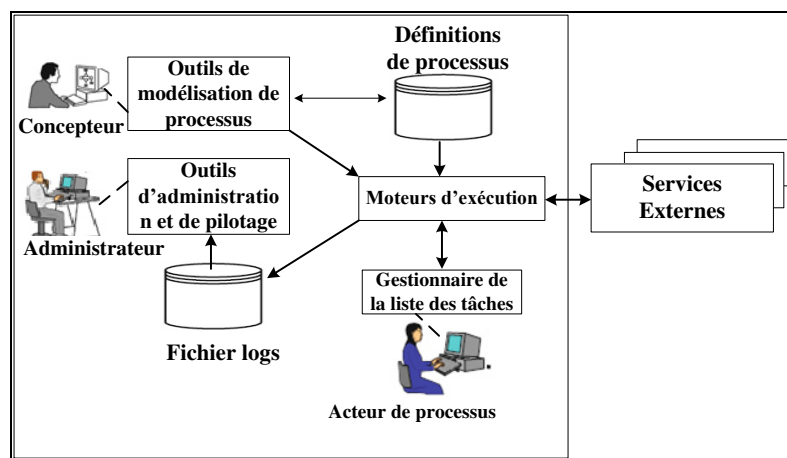 Définitions
de processus
Outils de
modélisation de
processus
Concepteur
Outils
d'administratio
n et de pilotage
Administrateur
Moteurs d'exécution
Services
Externes
Gestionnaire de
la liste des tâches
Fichier logs
Acteur de processus